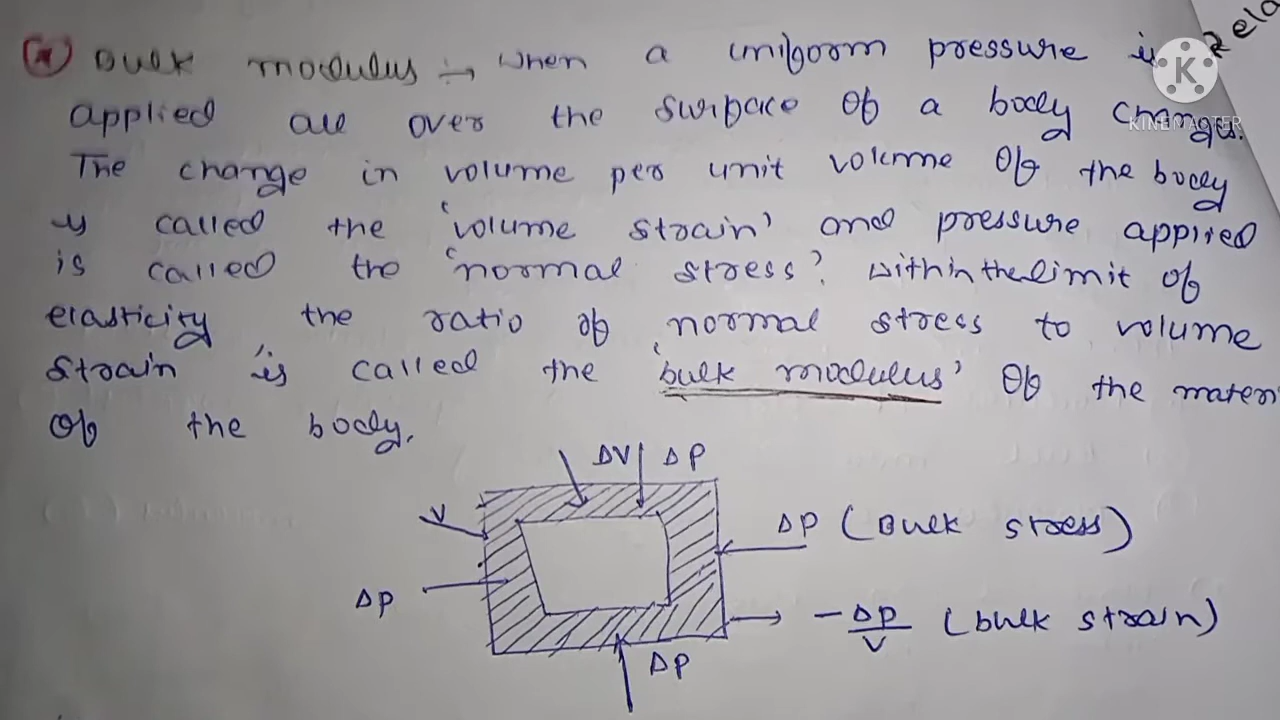 Bulk modulus :→ When a uniform pressure is
applied all over the surface of a body changes.
The change in volume per unit volume of the body
is called the 'volume strain' and pressure applied
is called the 'normal stress'. Within the limit of
elasticity the ratio of normal stress to volume
strain is called the 'bulk modulus' of the materi
of the body.
Rela
K
KINEMASTER
ΔV ΔP
V
ΔP (Bulk stress)
ΔP
-ΔP/V (bulk strain)
ΔP